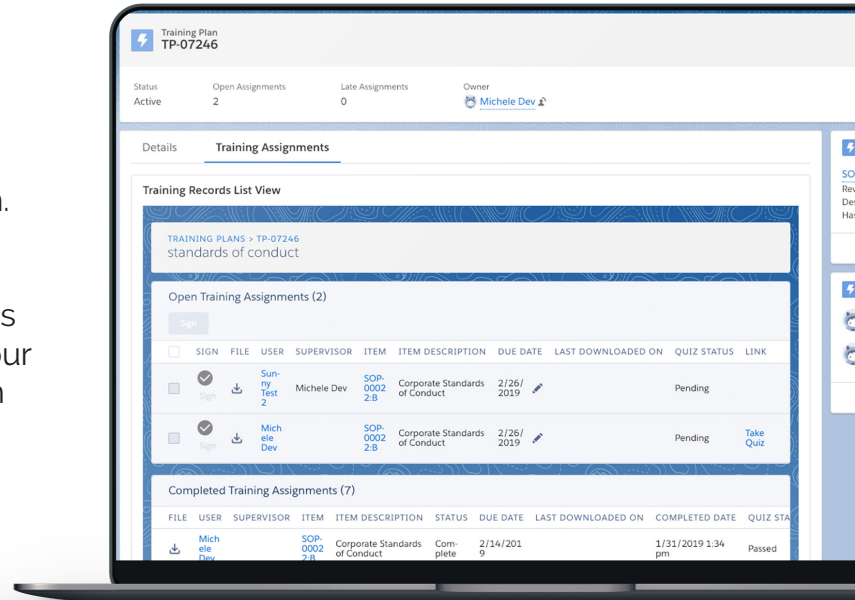 Training Plan
TP-07246
Status Open Assignments Late Assignments Owner
Active 2 0 Michele Dev
Details Training Assignments
Training Records List View
TRAINING PLANS > TP-07246
standards of conduct
Open Training Assignments (2)
Sign
SIGN FILE USER SUPERVISOR ITEM ITEM DESCRIPTION DUE DATE LAST DOWNLOADED ON QUIZ STATUS LINK
Sign
Sun-
ny
Test
2
Michele Dev
SOP-
0002
2:B
Corporate Standards
of Conduct
2/26/
2019
Pending
Sign
Mich
ele
Dev
SOP-
0002
2:B
Corporate Standards
of Conduct
2/26/
2019
Pending
Take
Quiz
Completed Training Assignments (7)
FILE USER SUPERVISOR ITEM ITEM DESCRIPTION STATUS DUE DATE LAST DOWNLOADED ON COMPLETED DATE QUIZ STA
Mich
ele
Dev
SOP-
0002
2:B
Corporate Standards
of Conduct
Com-
plete
2/14/201
9
1/31/2019 1:34
pm
Passed
SO
Rev
Des
Has